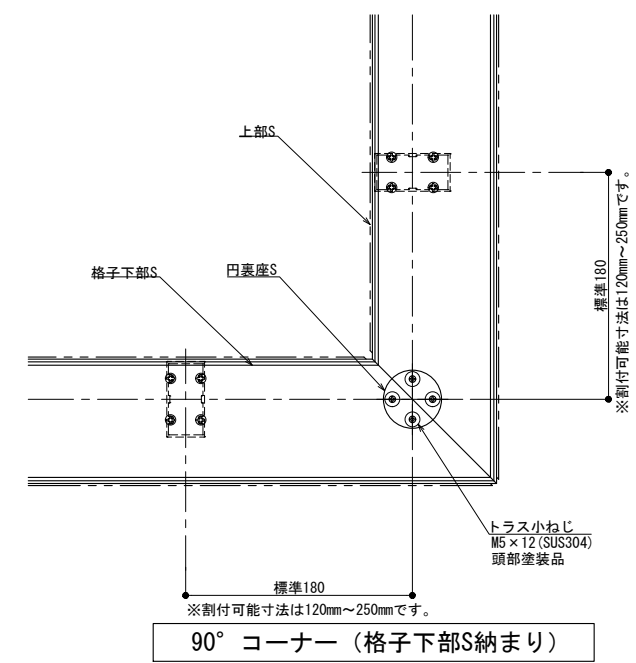 上部S
格子下部S
円裏座S
標準180
※割付可能寸法は120mm～250mmです。
トラス小ねじ
M5×12(SUS304)
頭部塗装品
標準180
※割付可能寸法は120mm～250mmです。
90° コーナー（格子下部S納まり）